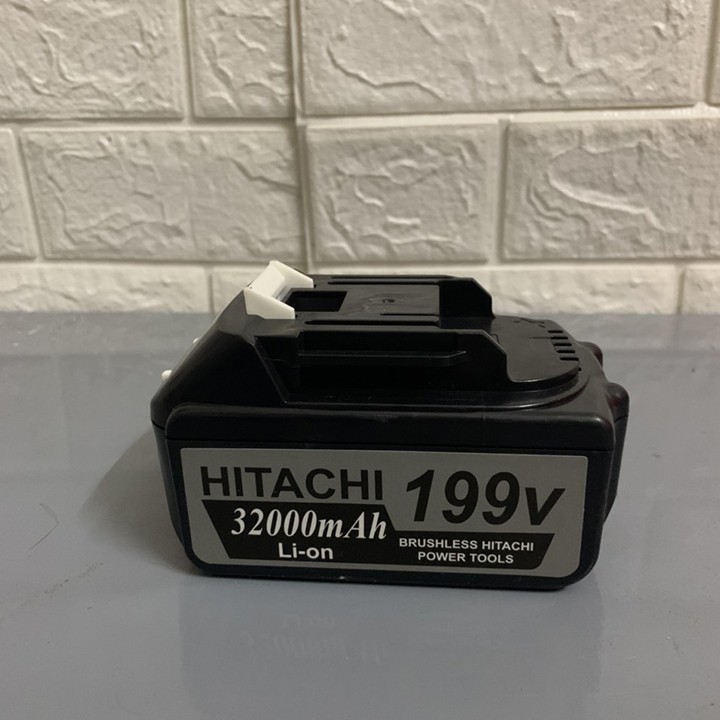 HITACHI 199v
32000mAh
Li-on
BRUSHLESS HITACHI
POWER TOOLS